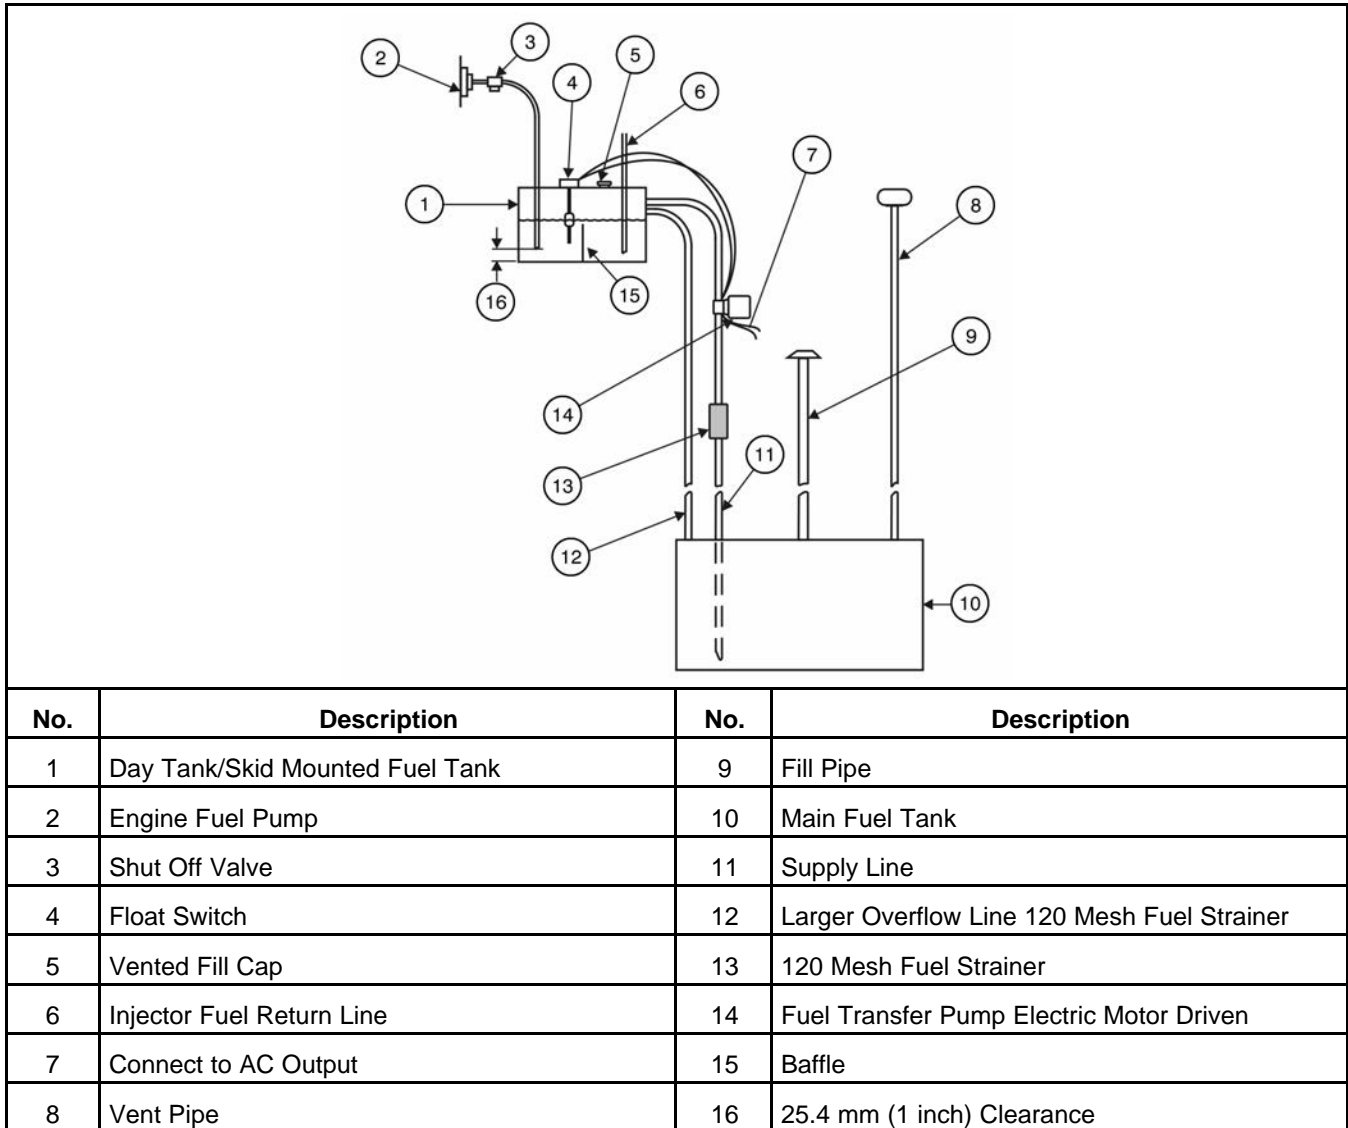 2
3
4
5
6
7
1
8
16
15
9
14
11
13
12
10
No. Description No. Description
1 Day Tank/Skid Mounted Fuel Tank 9 Fill Pipe
2 Engine Fuel Pump 10 Main Fuel Tank
3 Shut Off Valve 11 Supply Line
4 Float Switch 12 Larger Overflow Line 120 Mesh Fuel Strainer
5 Vented Fill Cap 13 120 Mesh Fuel Strainer
6 Injector Fuel Return Line 14 Fuel Transfer Pump Electric Motor Driven
7 Connect to AC Output 15 Baffle
8 Vent Pipe 16 25.4 mm (1 inch) Clearance